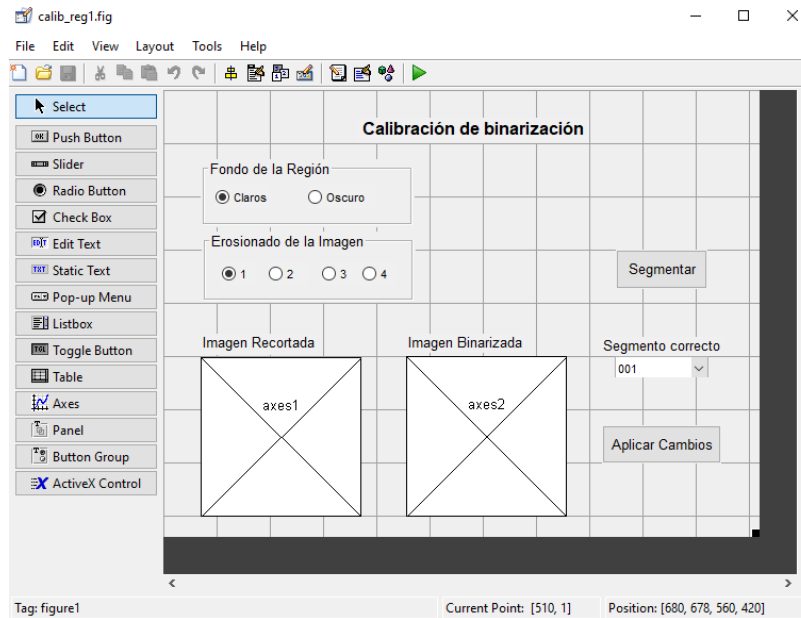 calib_reg1.fig
File Edit View Layout Tools Help
Select
Push Button
Slider
Radio Button
Check Box
Edit Text
Static Text
Pop-up Menu
Listbox
Toggle Button
Table
Axes
Panel
Button Group
ActiveX Control
Calibración de binarización
Fondo de la Región
Claros Oscuro
Erosionado de la Imagen
1 2 3 4
Segmentar
Imagen Recortada Imagen Binarizada Segmento correcto
001
axes1 axes2
Aplicar Cambios
Tag: figure1 Current Point: [510, 1] Position: [680, 678, 560, 420]